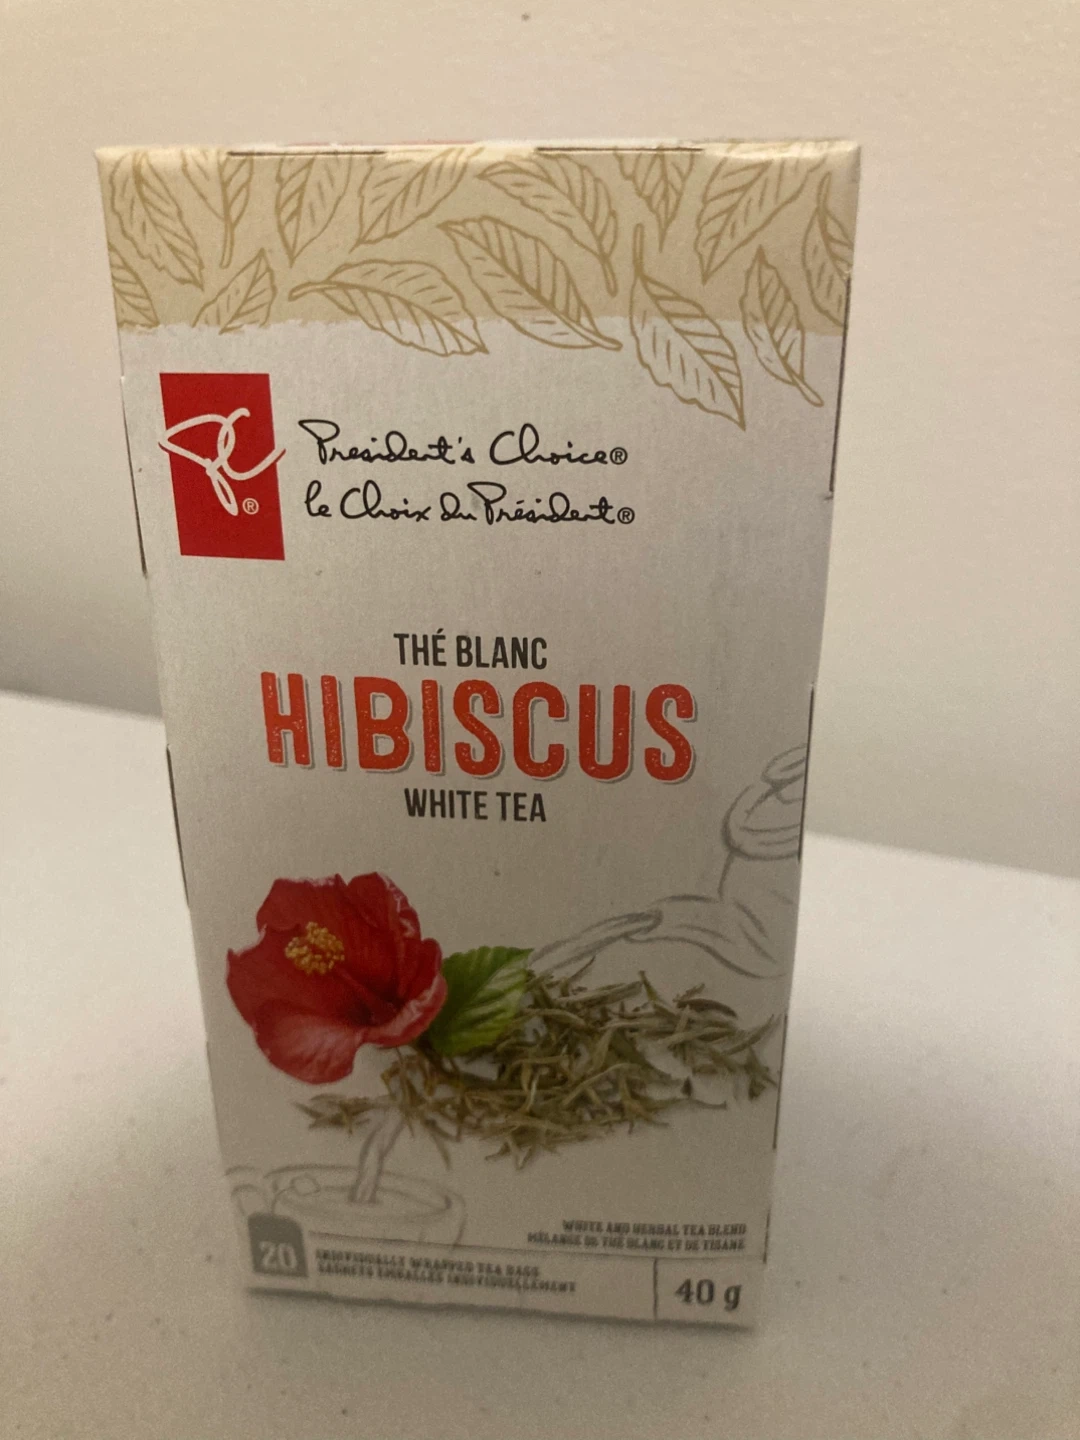 President's Choice®
le Choix du Président®
THÉ BLANC
HIBISCUS
WHITE TEA
WHITE AND HERBAL TEA BLEND
MÉLANGE DE THÉ BLANC ET DE TISANE
20
INDIVIDUALLY WRAPPED TEA BAGS
SACHETS EMBALLÉS INDIVIDUELLEMENT
40 g